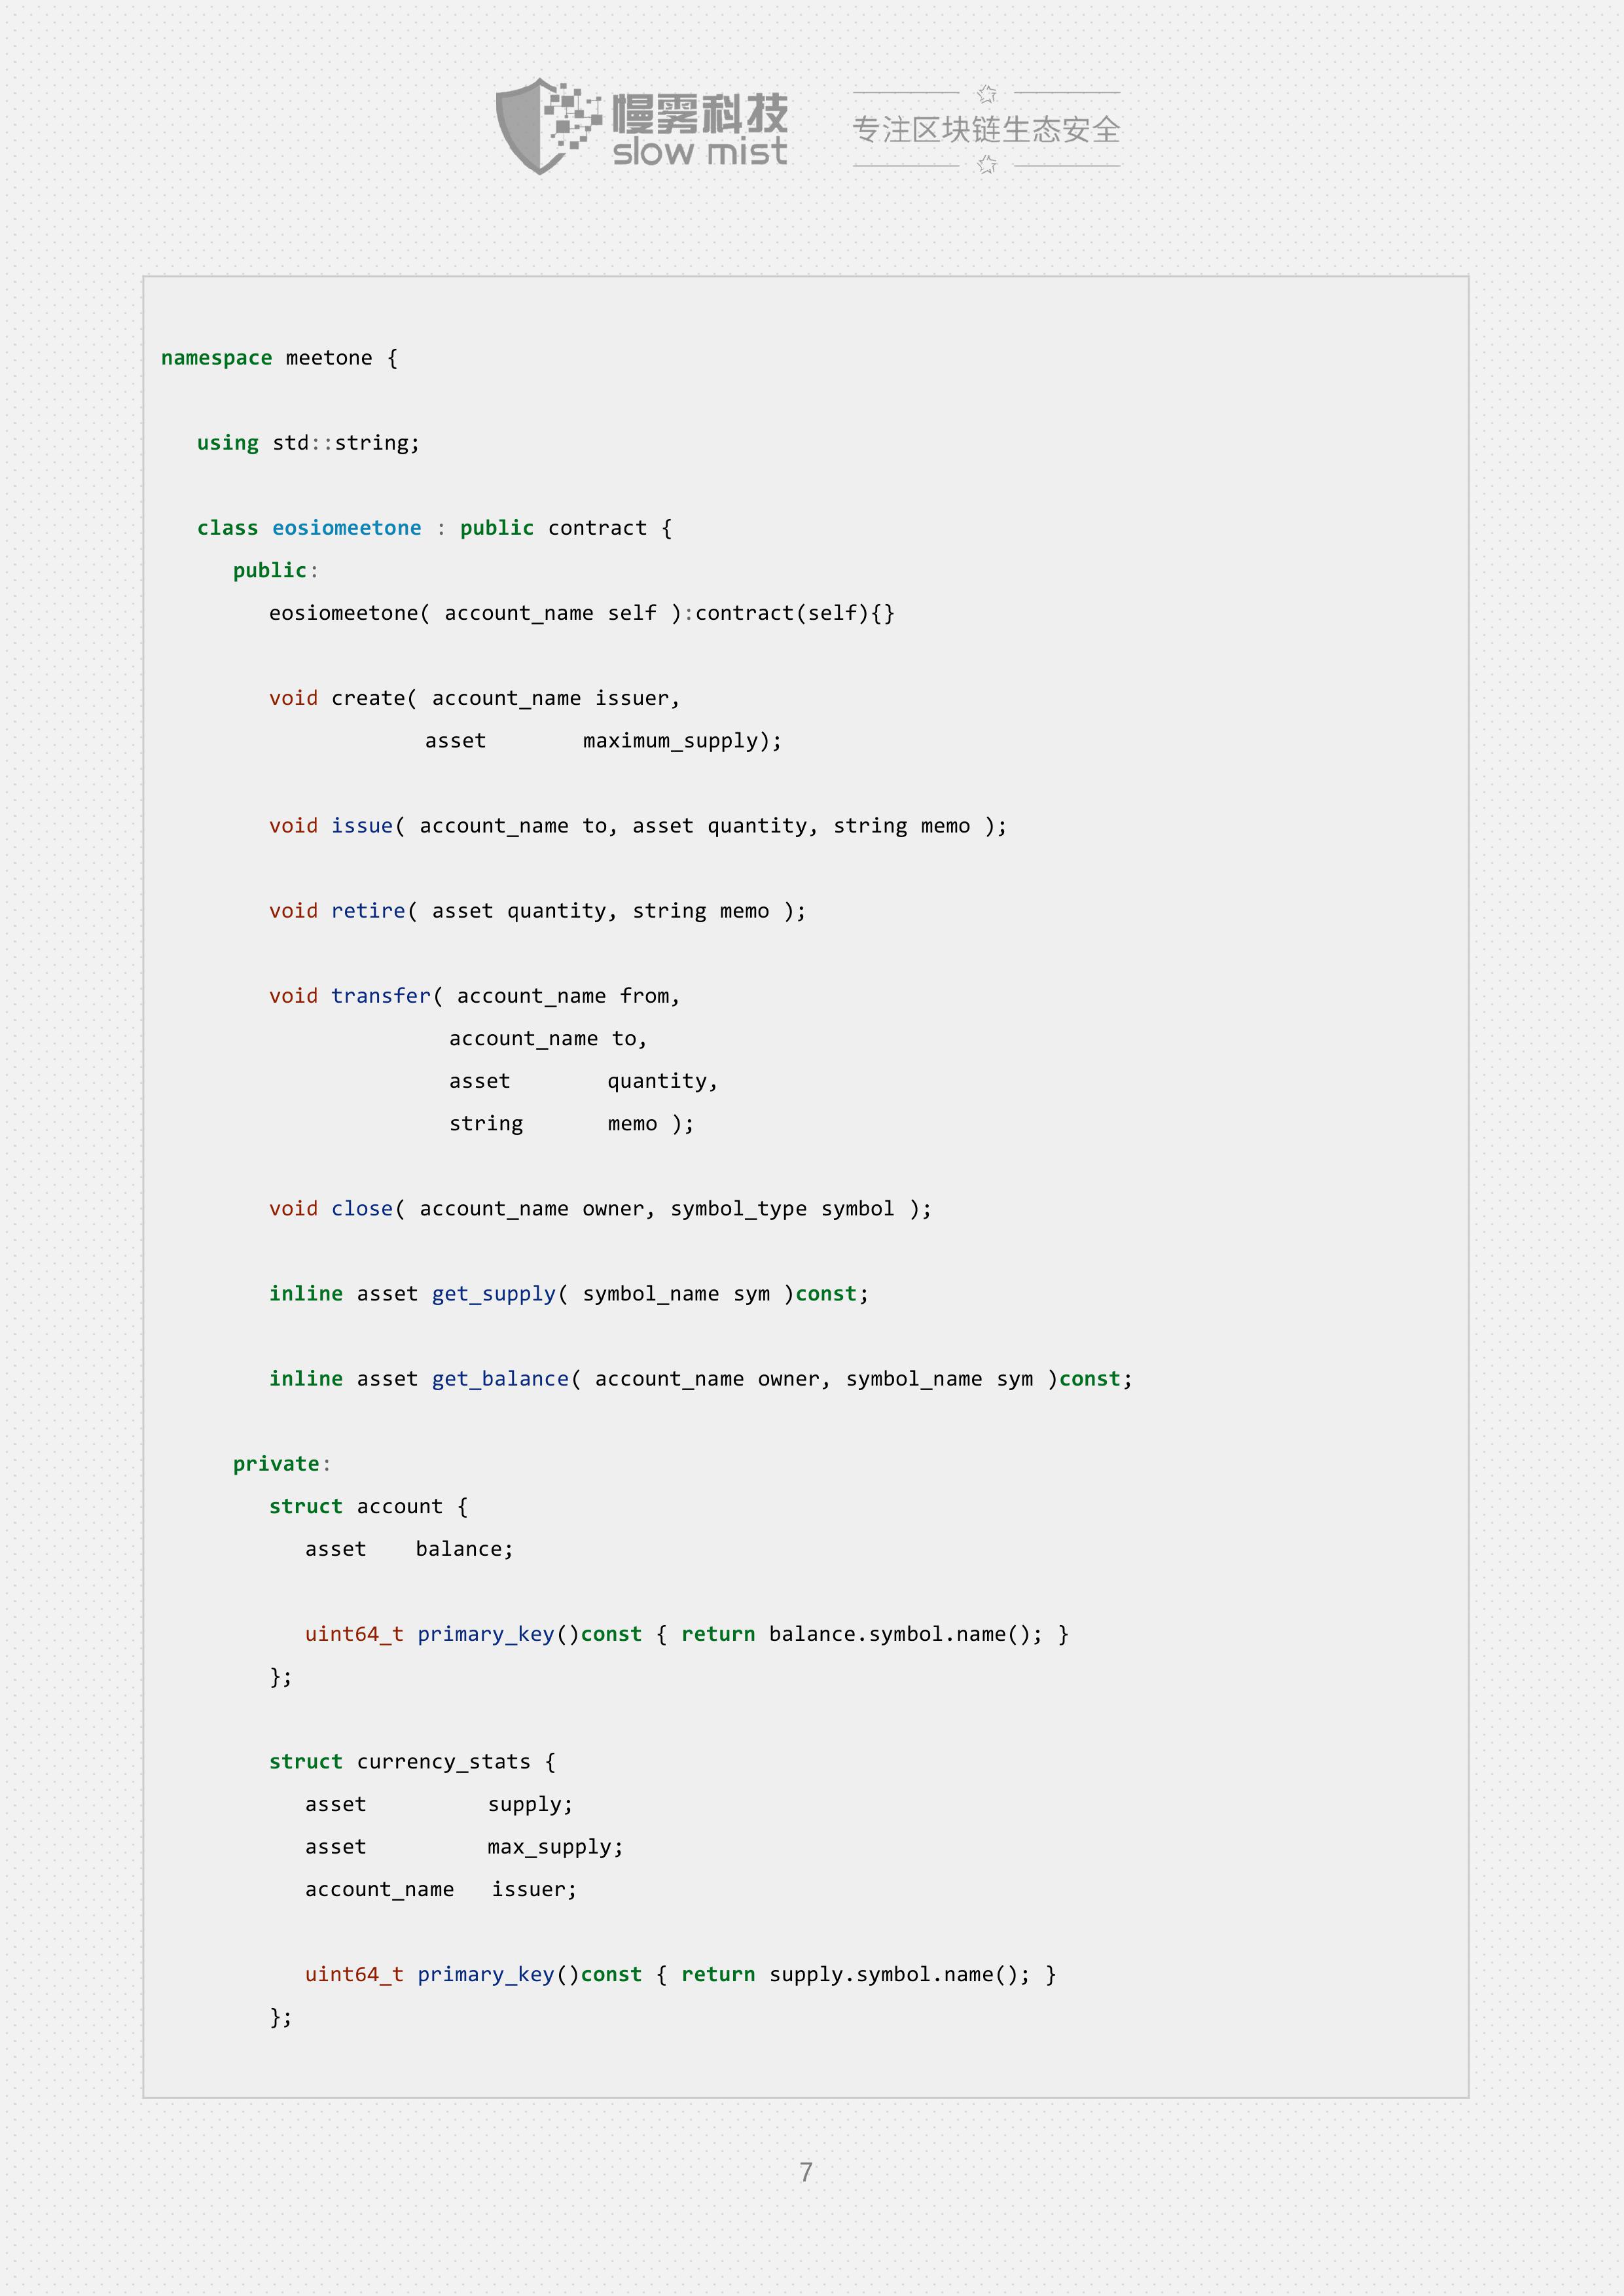 慢雾科技
slow mist
专注区块链生态安全
namespace meetone {
using std::string;
class eosiomeetone : public contract {
public:
eosiomeetone( account_name self ):contract(self){}
void create( account_name issuer,
asset        maximum_supply);
void issue( account_name to, asset quantity, string memo );
void retire( asset quantity, string memo );
void transfer( account_name from,
account_name to,
asset        quantity,
string       memo );
void close( account_name owner, symbol_type symbol );
inline asset get_supply( symbol_name sym )const;
inline asset get_balance( account_name owner, symbol_name sym )const;
private:
struct account {
asset    balance;
uint64_t primary_key()const { return balance.symbol.name(); }
};
struct currency_stats {
asset          supply;
asset          max_supply;
account_name   issuer;
uint64_t primary_key()const { return supply.symbol.name(); }
};
7